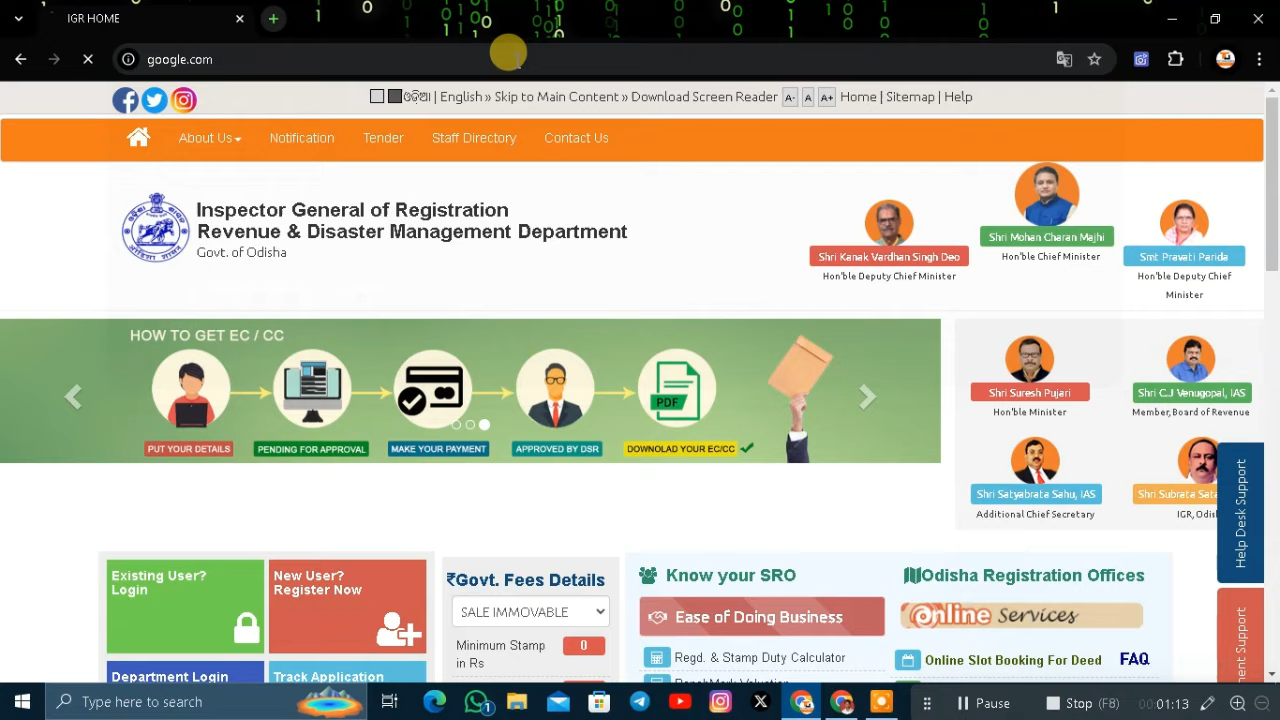 IGR HOME
google.com
ଓଡ଼ିଆ | English » Skip to Main Content » Download Screen Reader A- A A+ Home | Sitemap | Help
About Us Notification Tender Staff Directory Contact Us
Inspector General of Registration
Revenue & Disaster Management Department
Govt. of Odisha
Shri Mohan Charan Majhi
Hon'ble Chief Minister
Shri Kanak Vardhan Singh Deo
Hon'ble Deputy Chief Minister
Smt Pravati Parida
Hon'ble Deputy Chief
Minister
HOW TO GET EC / CC
PDF
PUT YOUR DETAILS PENDING FOR APPROVAL MAKE YOUR PAYMENT APPROVED BY DSR DOWNOLAD YOUR EC/CC
Shri Suresh Pujari
Hon'ble Minister
Shri C.J Venugopal, IAS
Member, Board of Revenue
Shri Satyabrata Sahu, IAS
Additional Chief Secretary
Shri Subrata
IGR,
Help Desk Support
Existing User?
Login
New User?
Register Now
Department Login
Track Application
₹Govt. Fees Details
SALE IMMOVABLE
Minimum Stamp
in Rs
0
Know your SRO
Ease of Doing Business
Regd. & Stamp Duty Calculator
Odisha Registration Offices
Online Services
Online Slot Booking For Deed FAQ
Support
Type here to search
1
Pause Stop (F8) 00:01:13